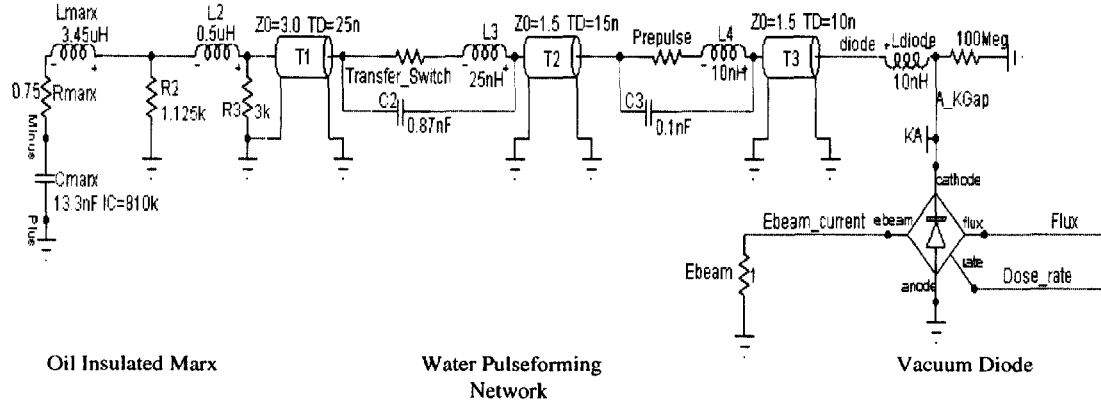 Lmarx
3.45uH
L2
0.5uH
Z0=3.0 TD=25n
T1
L3
25nH
Z0=1.5 TD=15n
T2
Prepulse
L4
10nH
Z0=1.5 TD=10n
T3
diode
Ldiode
10nH
100Meg
0.75
Rmarx
R2
1.125k
R3
3k
Transfer_Switch
C2
0.87nF
C3
0.1nF
A_KGap
KA
Minus
Cmarx
13.3nF IC=810k
Plus
cathode
Ebeam_current
ebeam
flux
Flux
rate
Dose_rate
anode
Ebeam
1
Oil Insulated Marx
Water Pulseforming
Network
Vacuum Diode